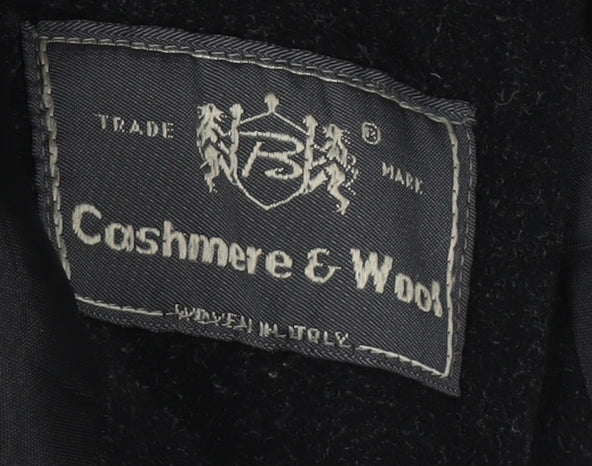 TRADE B ® MARK
Cashmere & Wool
WOVEN IN ITALY